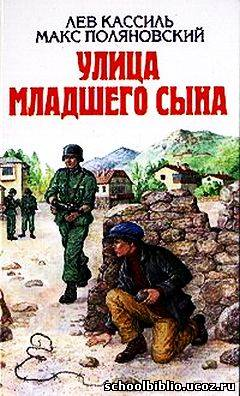 ЛЕВ КАССИЛЬ
МАКС ПОЛЯНОВСКИЙ
УЛИЦА
МЛАДШЕГО СЫНА
schoolbiblio.ucoz.ru